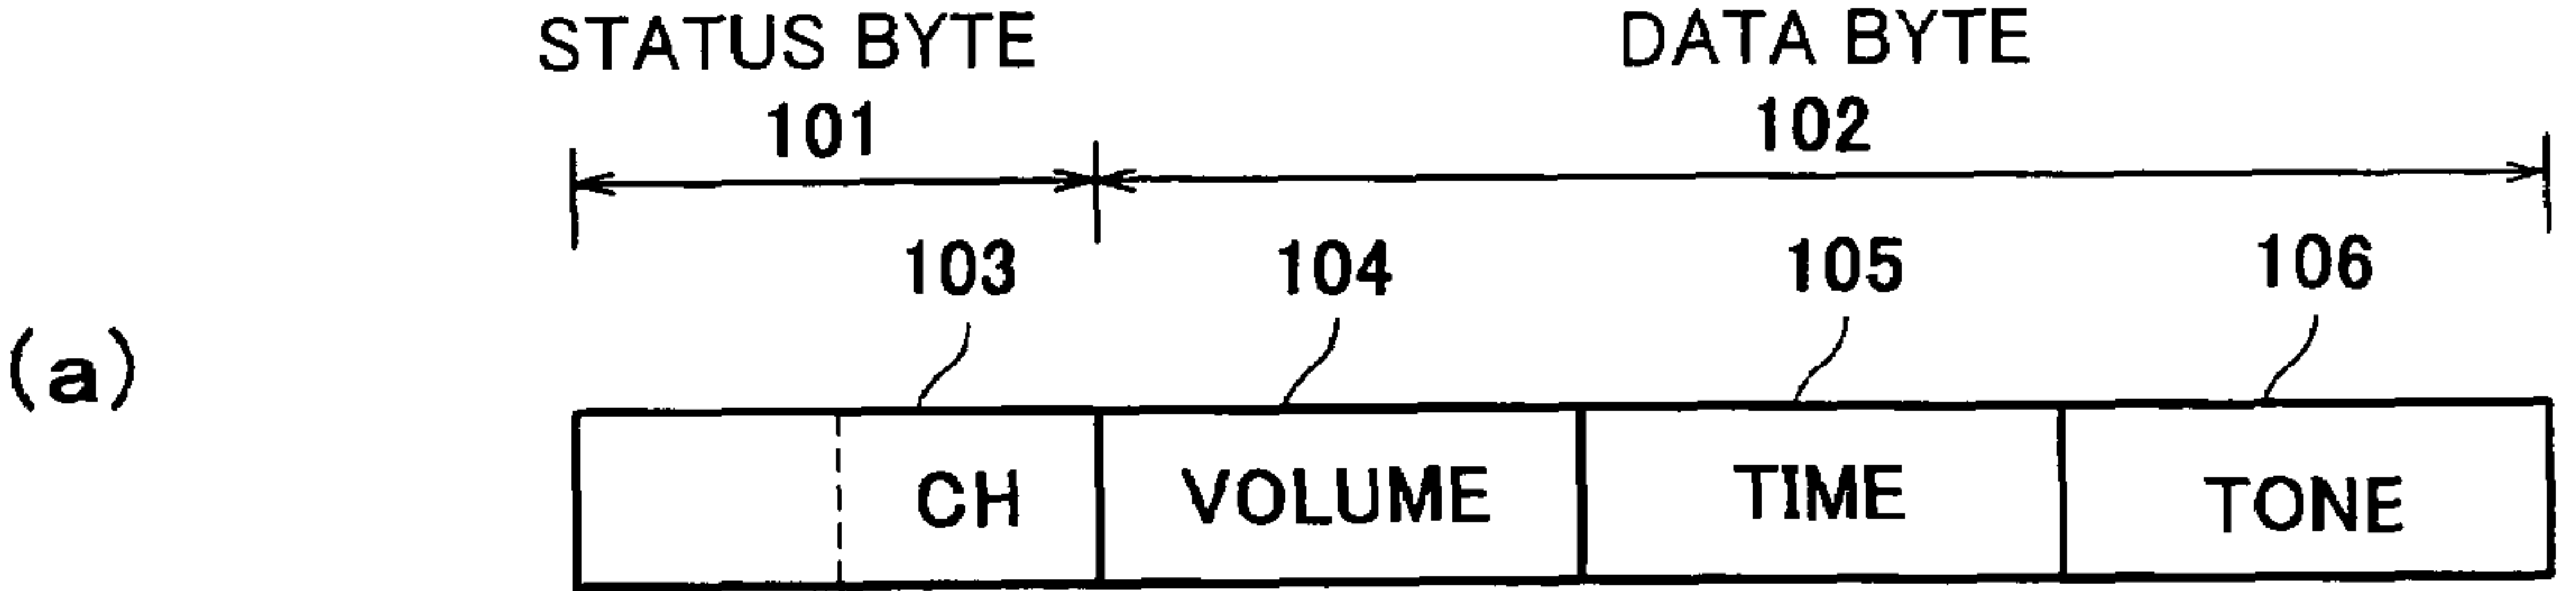 STATUS BYTE DATA BYTE
101 102
103 104 105 106
(a)
CH VOLUME TIME TONE